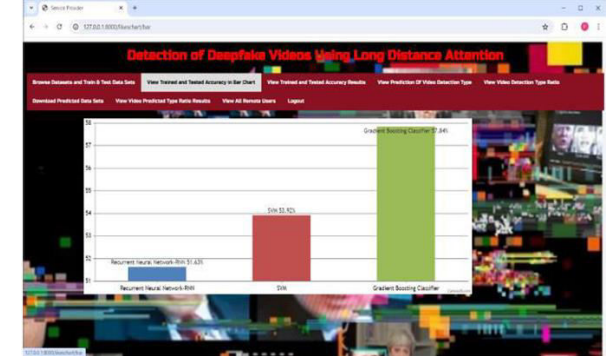 Service Provider
127.0.0.1:8000
Detection of Deepfake Videos Using Long Distance Attention
Browse Datasets and Train & Test Data Sets View Trained and Tested Accuracy in Bar Chart View Trained and Tested Accuracy Results View Prediction Of Video Detection Type View Video Detection Type Ratio
Download Predicted Data Sets View Video Predicted Type Ratio Results View All Remote Users Logout
58
Gradient Boosting Classifier 57.84%
57
56
55
54
SVM 53.92%
53
52
Recurrent Neural Network-RNN 51.63%
51
Recurrent Neural Network-RNN SVM Gradient Boosting Classifier